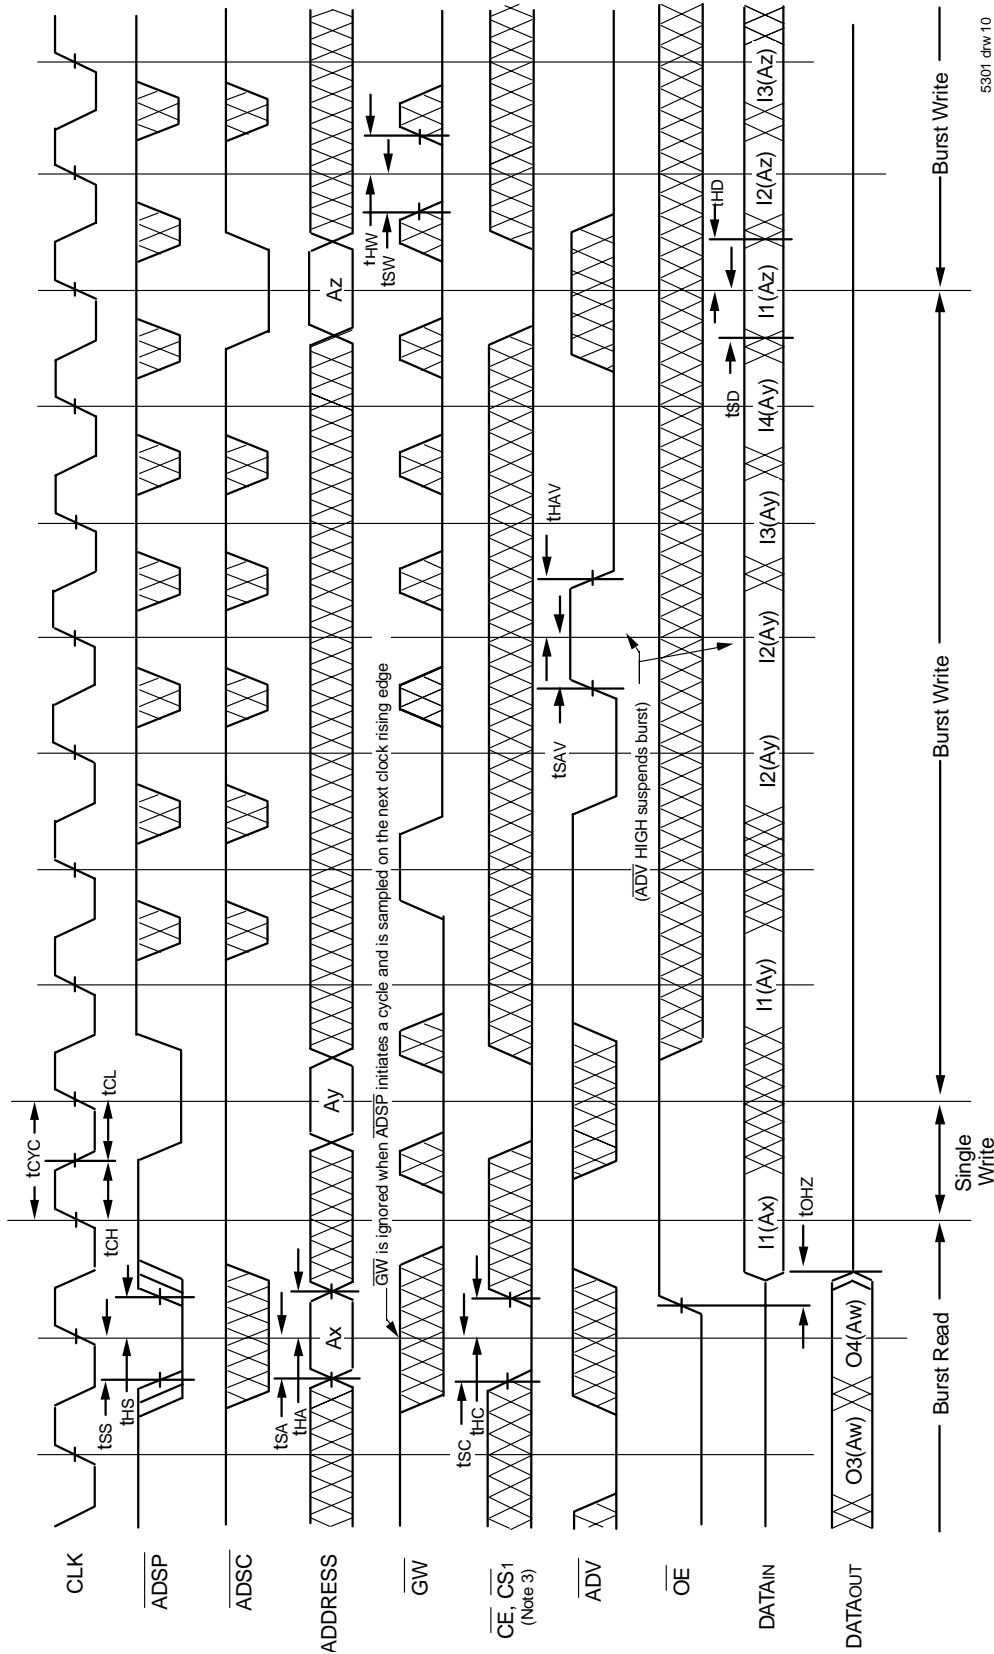 tCYC
tCH
tCL
CLK
tSS
tHS
ADSP
ADSC
tSA
tHA
ADDRESS
Ax
Ay
Az
tHW
tSW
GW is ignored when ADSP initiates a cycle and is sampled on the next clock rising edge
GW
tSC
tHC
CE, CS1
(Note 3)
tSAV
tHAV
ADV
(ADV HIGH suspends burst)
OE
tSD
tHD
DATAIN
I1(Ax)
I1(Ay)
I2(Ay)
I2(Ay)
I3(Ay)
I4(Ay)
I1(Az)
I2(Az)
I3(Az)
tOHZ
DATAOUT
O3(Aw)
O4(Aw)
Burst Read
Single
Write
Burst Write
Burst Write
5301 drw 10